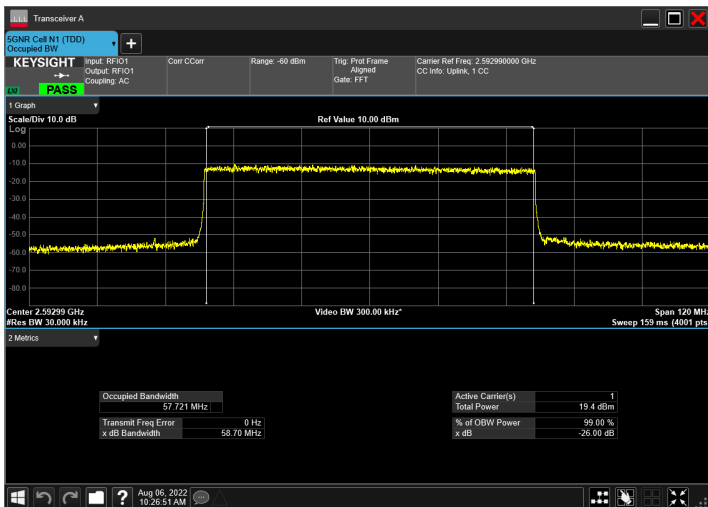 Transceiver A
5GNR Cell N1 (TDD)
Occupied BW
KEYSIGHT
LXI
PASS
Input: RFIO1
Output: RFIO1
Coupling: AC
Corr CCorr
Range: -60 dBm
Trig: Prot Frame
Aligned
Gate: FFT
Carrier Ref Freq: 2.592990000 GHz
CC Info: Uplink, 1 CC
1 Graph
Scale/Div 10.0 dB
Ref Value 10.00 dBm
Log
0.00
-10.0
-20.0
-30.0
-40.0
-50.0
-60.0
-70.0
-80.0
Center 2.59299 GHz
Video BW 300.00 kHz*
Span 120 MHz
#Res BW 30.000 kHz
Sweep 159 ms (4001 pts
2 Metrics
Occupied Bandwidth
57.721 MHz
Transmit Freq Error 0 Hz
x dB Bandwidth 58.70 MHz
Active Carrier(s) 1
Total Power 19.4 dBm
% of OBW Power 99.00 %
x dB -26.00 dB
?
Aug 06, 2022
10:26:51 AM